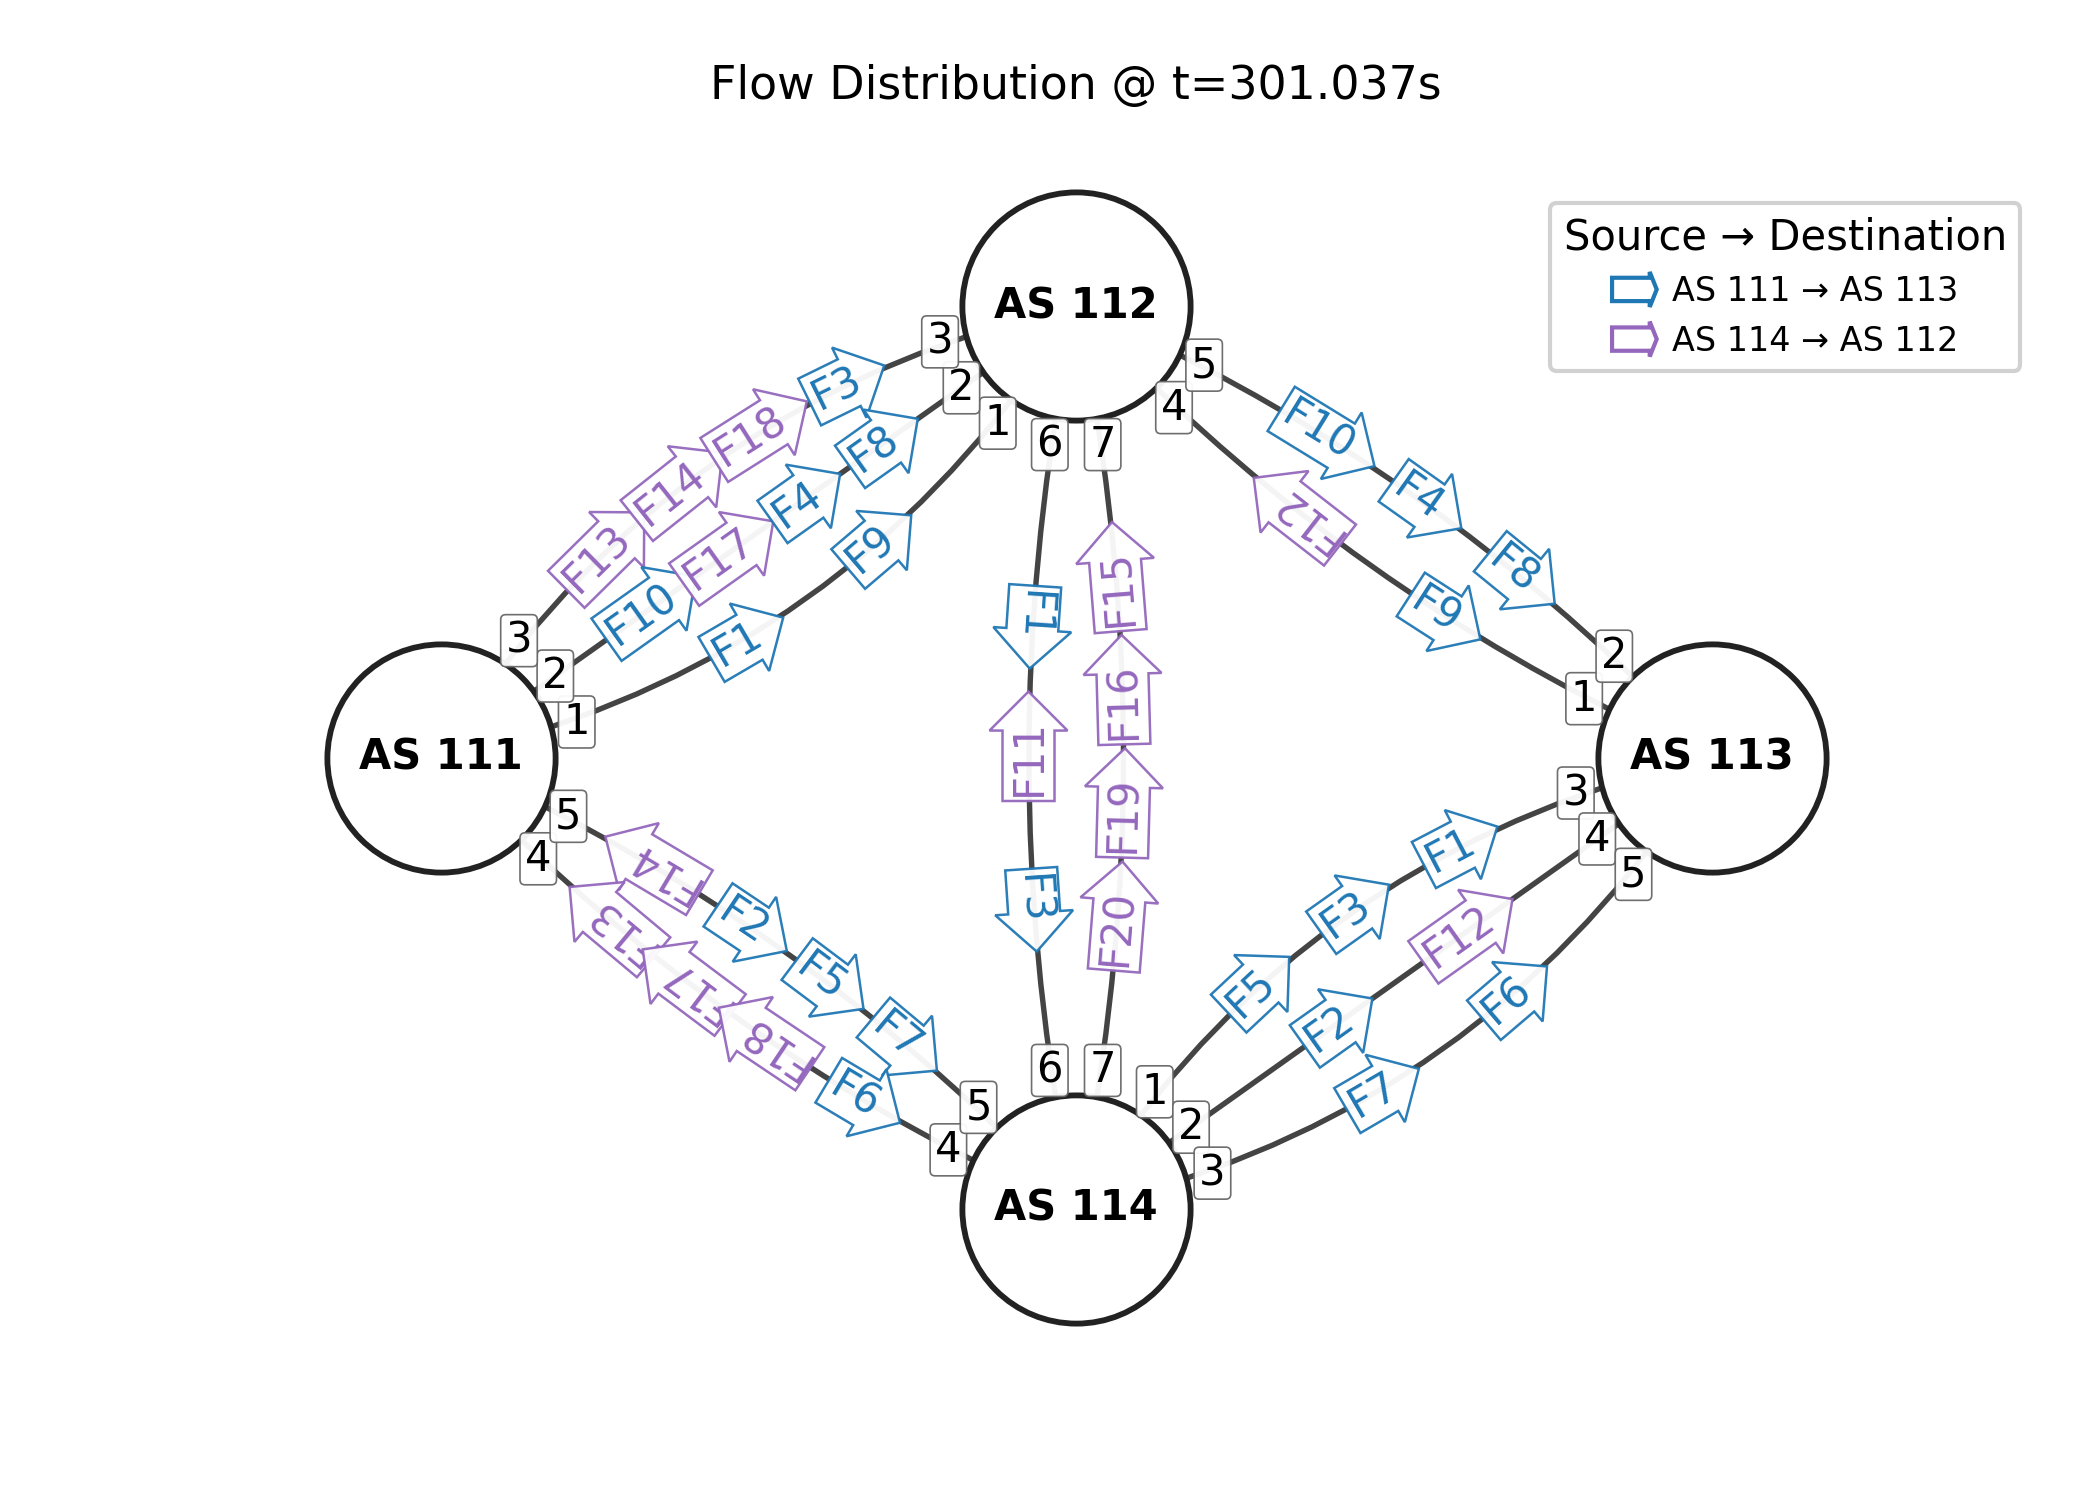 Flow Distribution @ t=301.037s
AS 112
Source → Destination
AS 111 → AS 113
AS 114 → AS 112
3
2
1
6
7
4
5
F3
F18
F14
F13
F8
F4
F17
F10
F9
F1
3
2
1
F10
F4
F8
F12
F9
2
1
F1
F11
F3
F15
F16
F19
F20
AS 111
AS 113
5
4
3
4
5
F14
F2
F5
F7
F13
F17
F18
F6
F1
F3
F5
F12
F2
F6
F7
5
4
6
7
1
2
3
AS 114